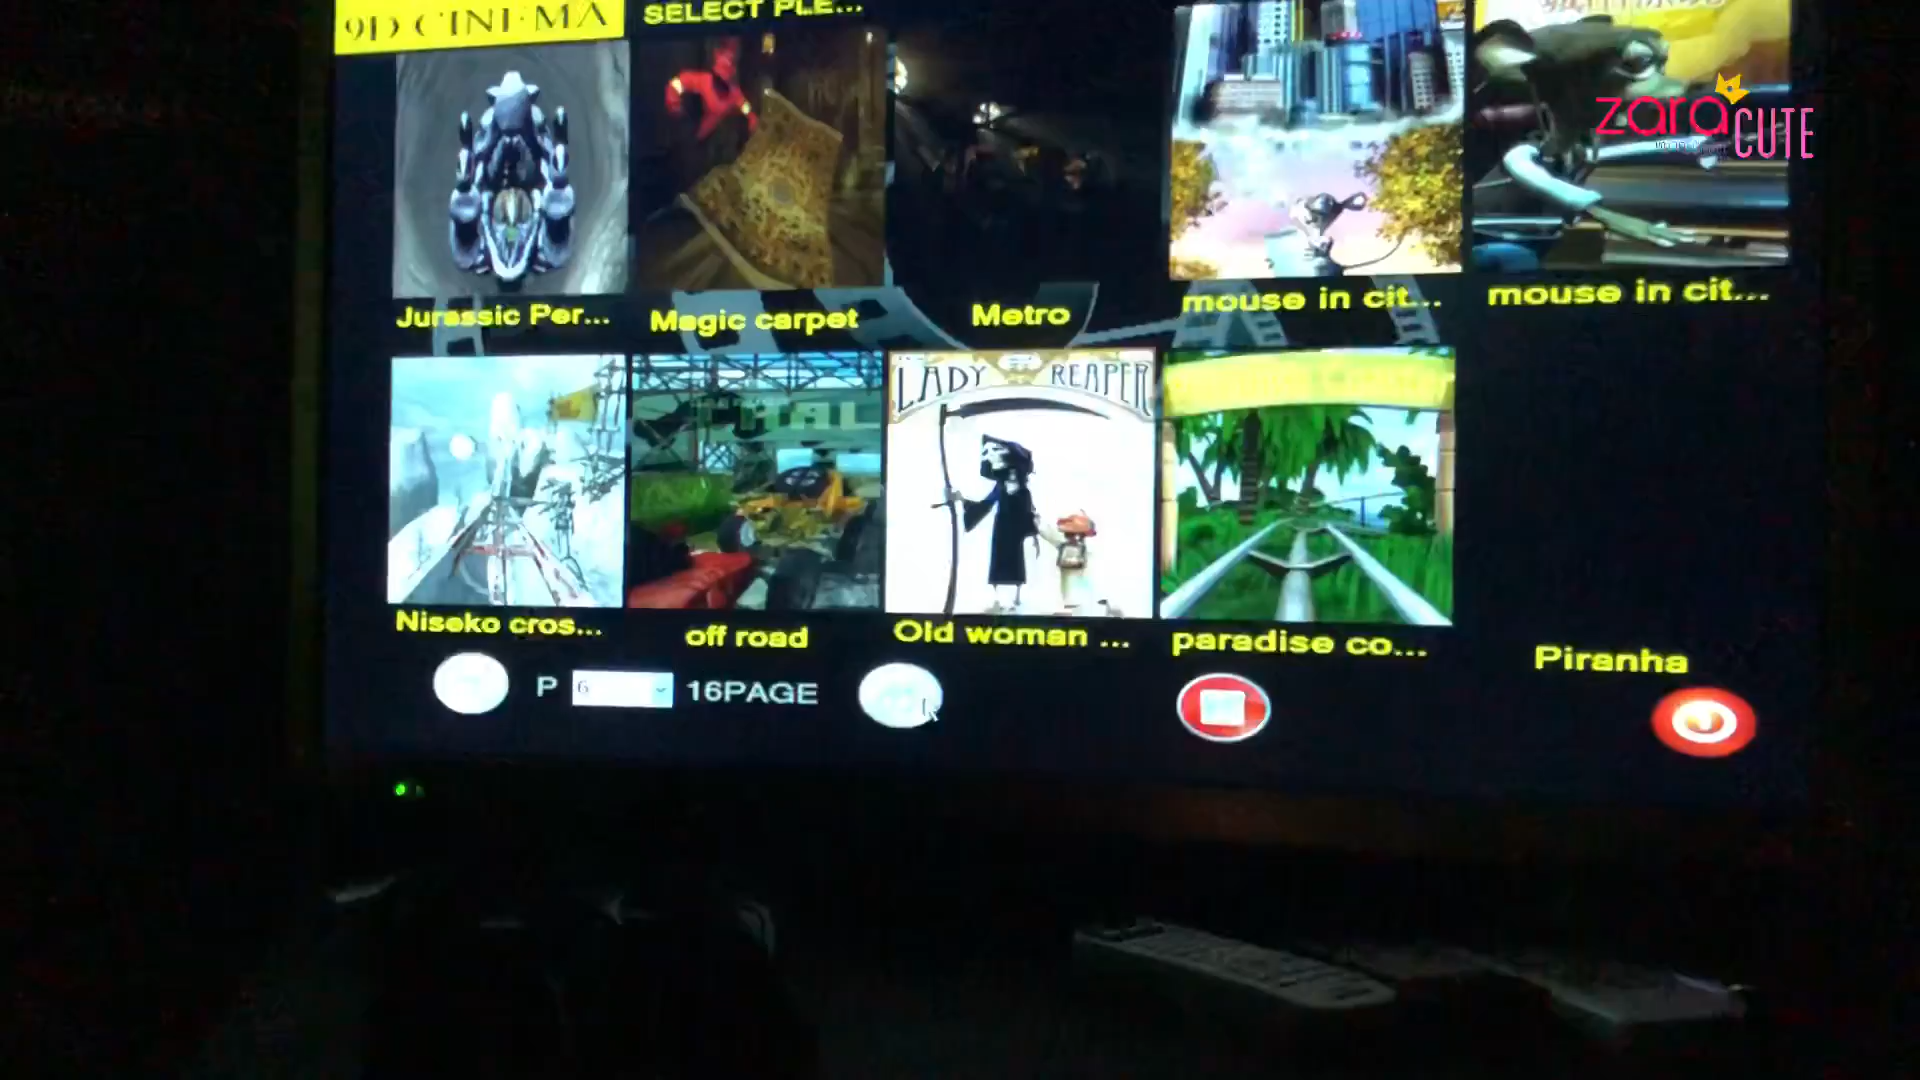 9D CINEMA
SELECT PLE...
zara
CUTE
Jurassic Per...
Magic carpet
Metro
mouse in cit...
mouse in cit...
LADY REAPER
Niseko cros...
off road
Old woman ...
paradise co...
Piranha
P 6 16PAGE